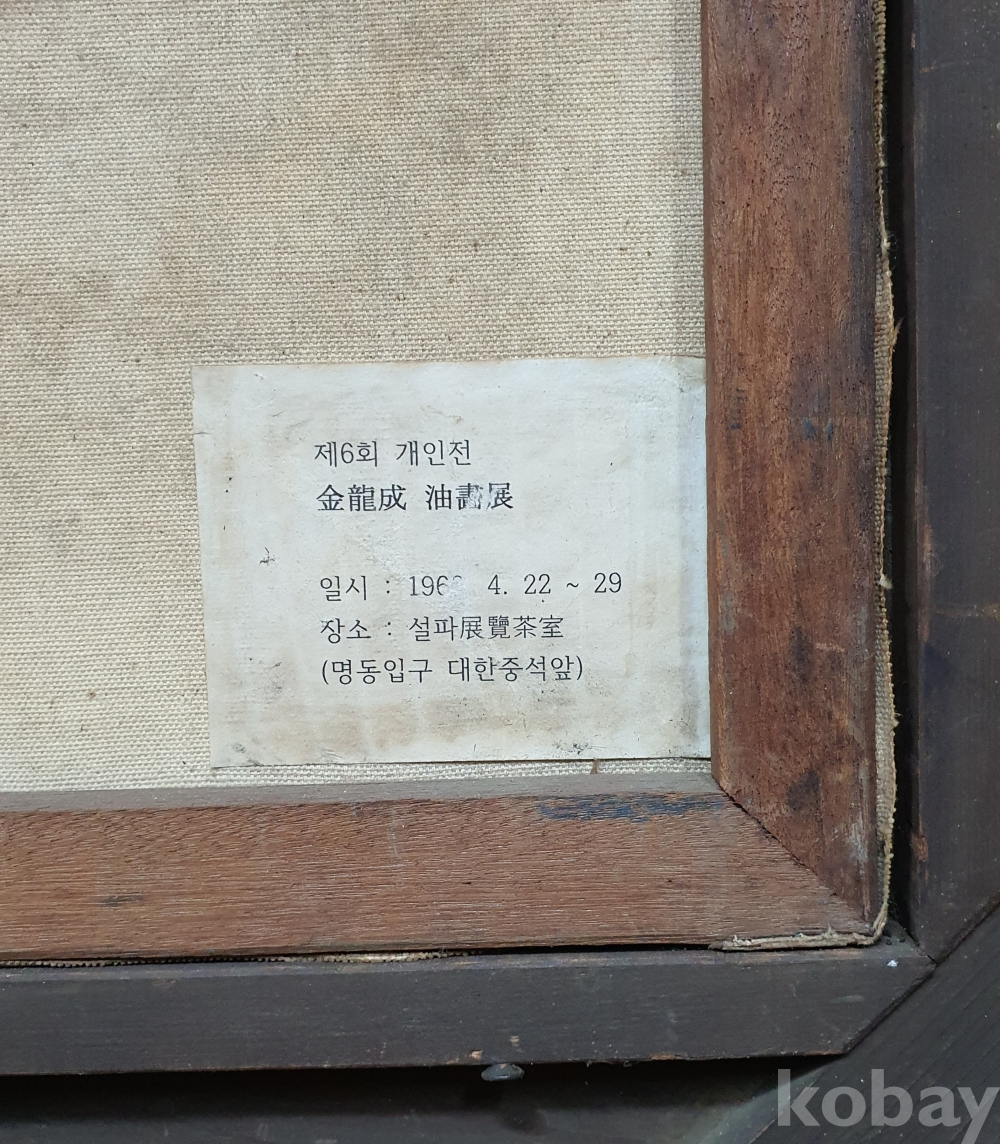 제6회 개인전
金龍成 油畵展
일시 : 4. 22 ~ 29
장소 : 설파展覽茶室
(명동입구 대한중석앞)
kobay